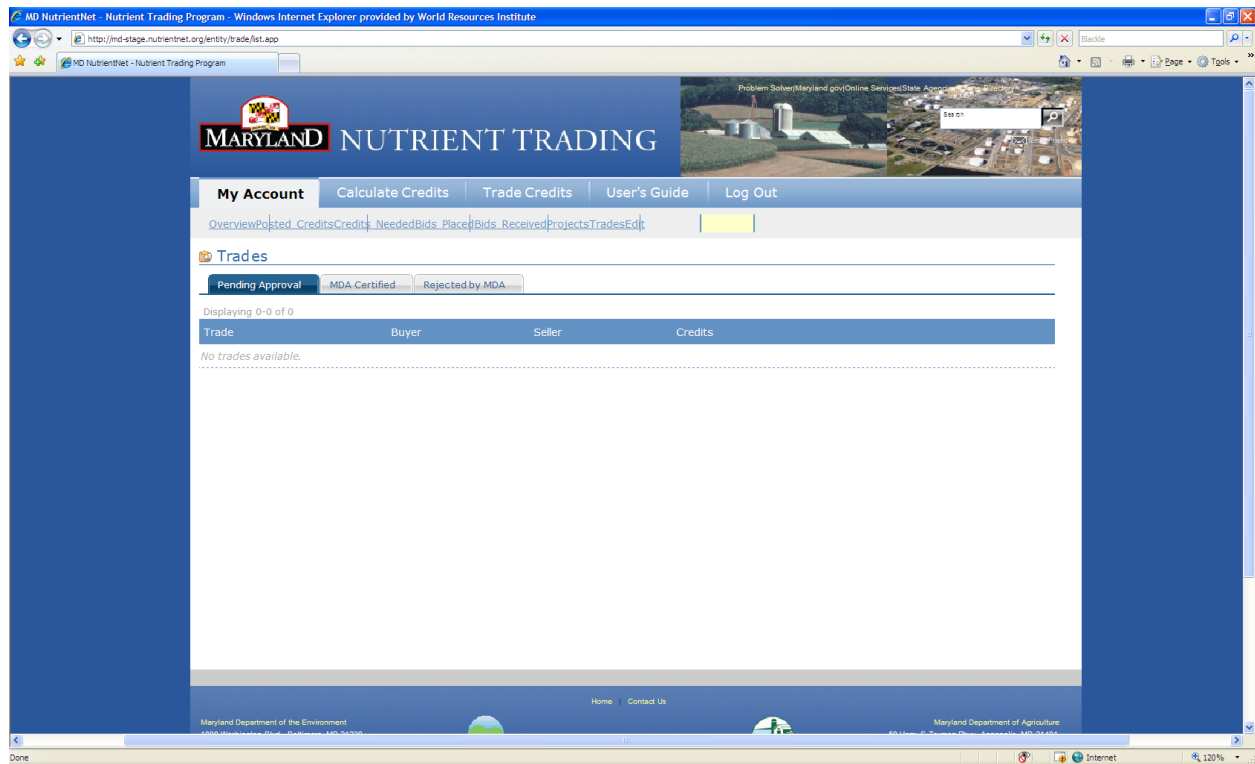 MD NutrientNet - Nutrient Trading Program - Windows Internet Explorer provided by World Resources Institute
http://md-stage.nutrientnet.org/entity/trade/list.app
Blackle
MD NutrientNet - Nutrient Trading Program
Page
Tools
Problem Solver|Maryland gov|Online Services|State Agencies
Search
MARYLAND NUTRIENT TRADING
My Account Calculate Credits Trade Credits User's Guide Log Out
OverviewPosted CreditsCredits NeededBids PlacedBids ReceivedProjectsTradesEdit
Trades
Pending Approval MDA Certified Rejected by MDA
Displaying 0-0 of 0
Trade Buyer Seller Credits
No trades available.
Home | Contact Us
Maryland Department of the Environment
Maryland Department of Agriculture
Done
Internet
120%